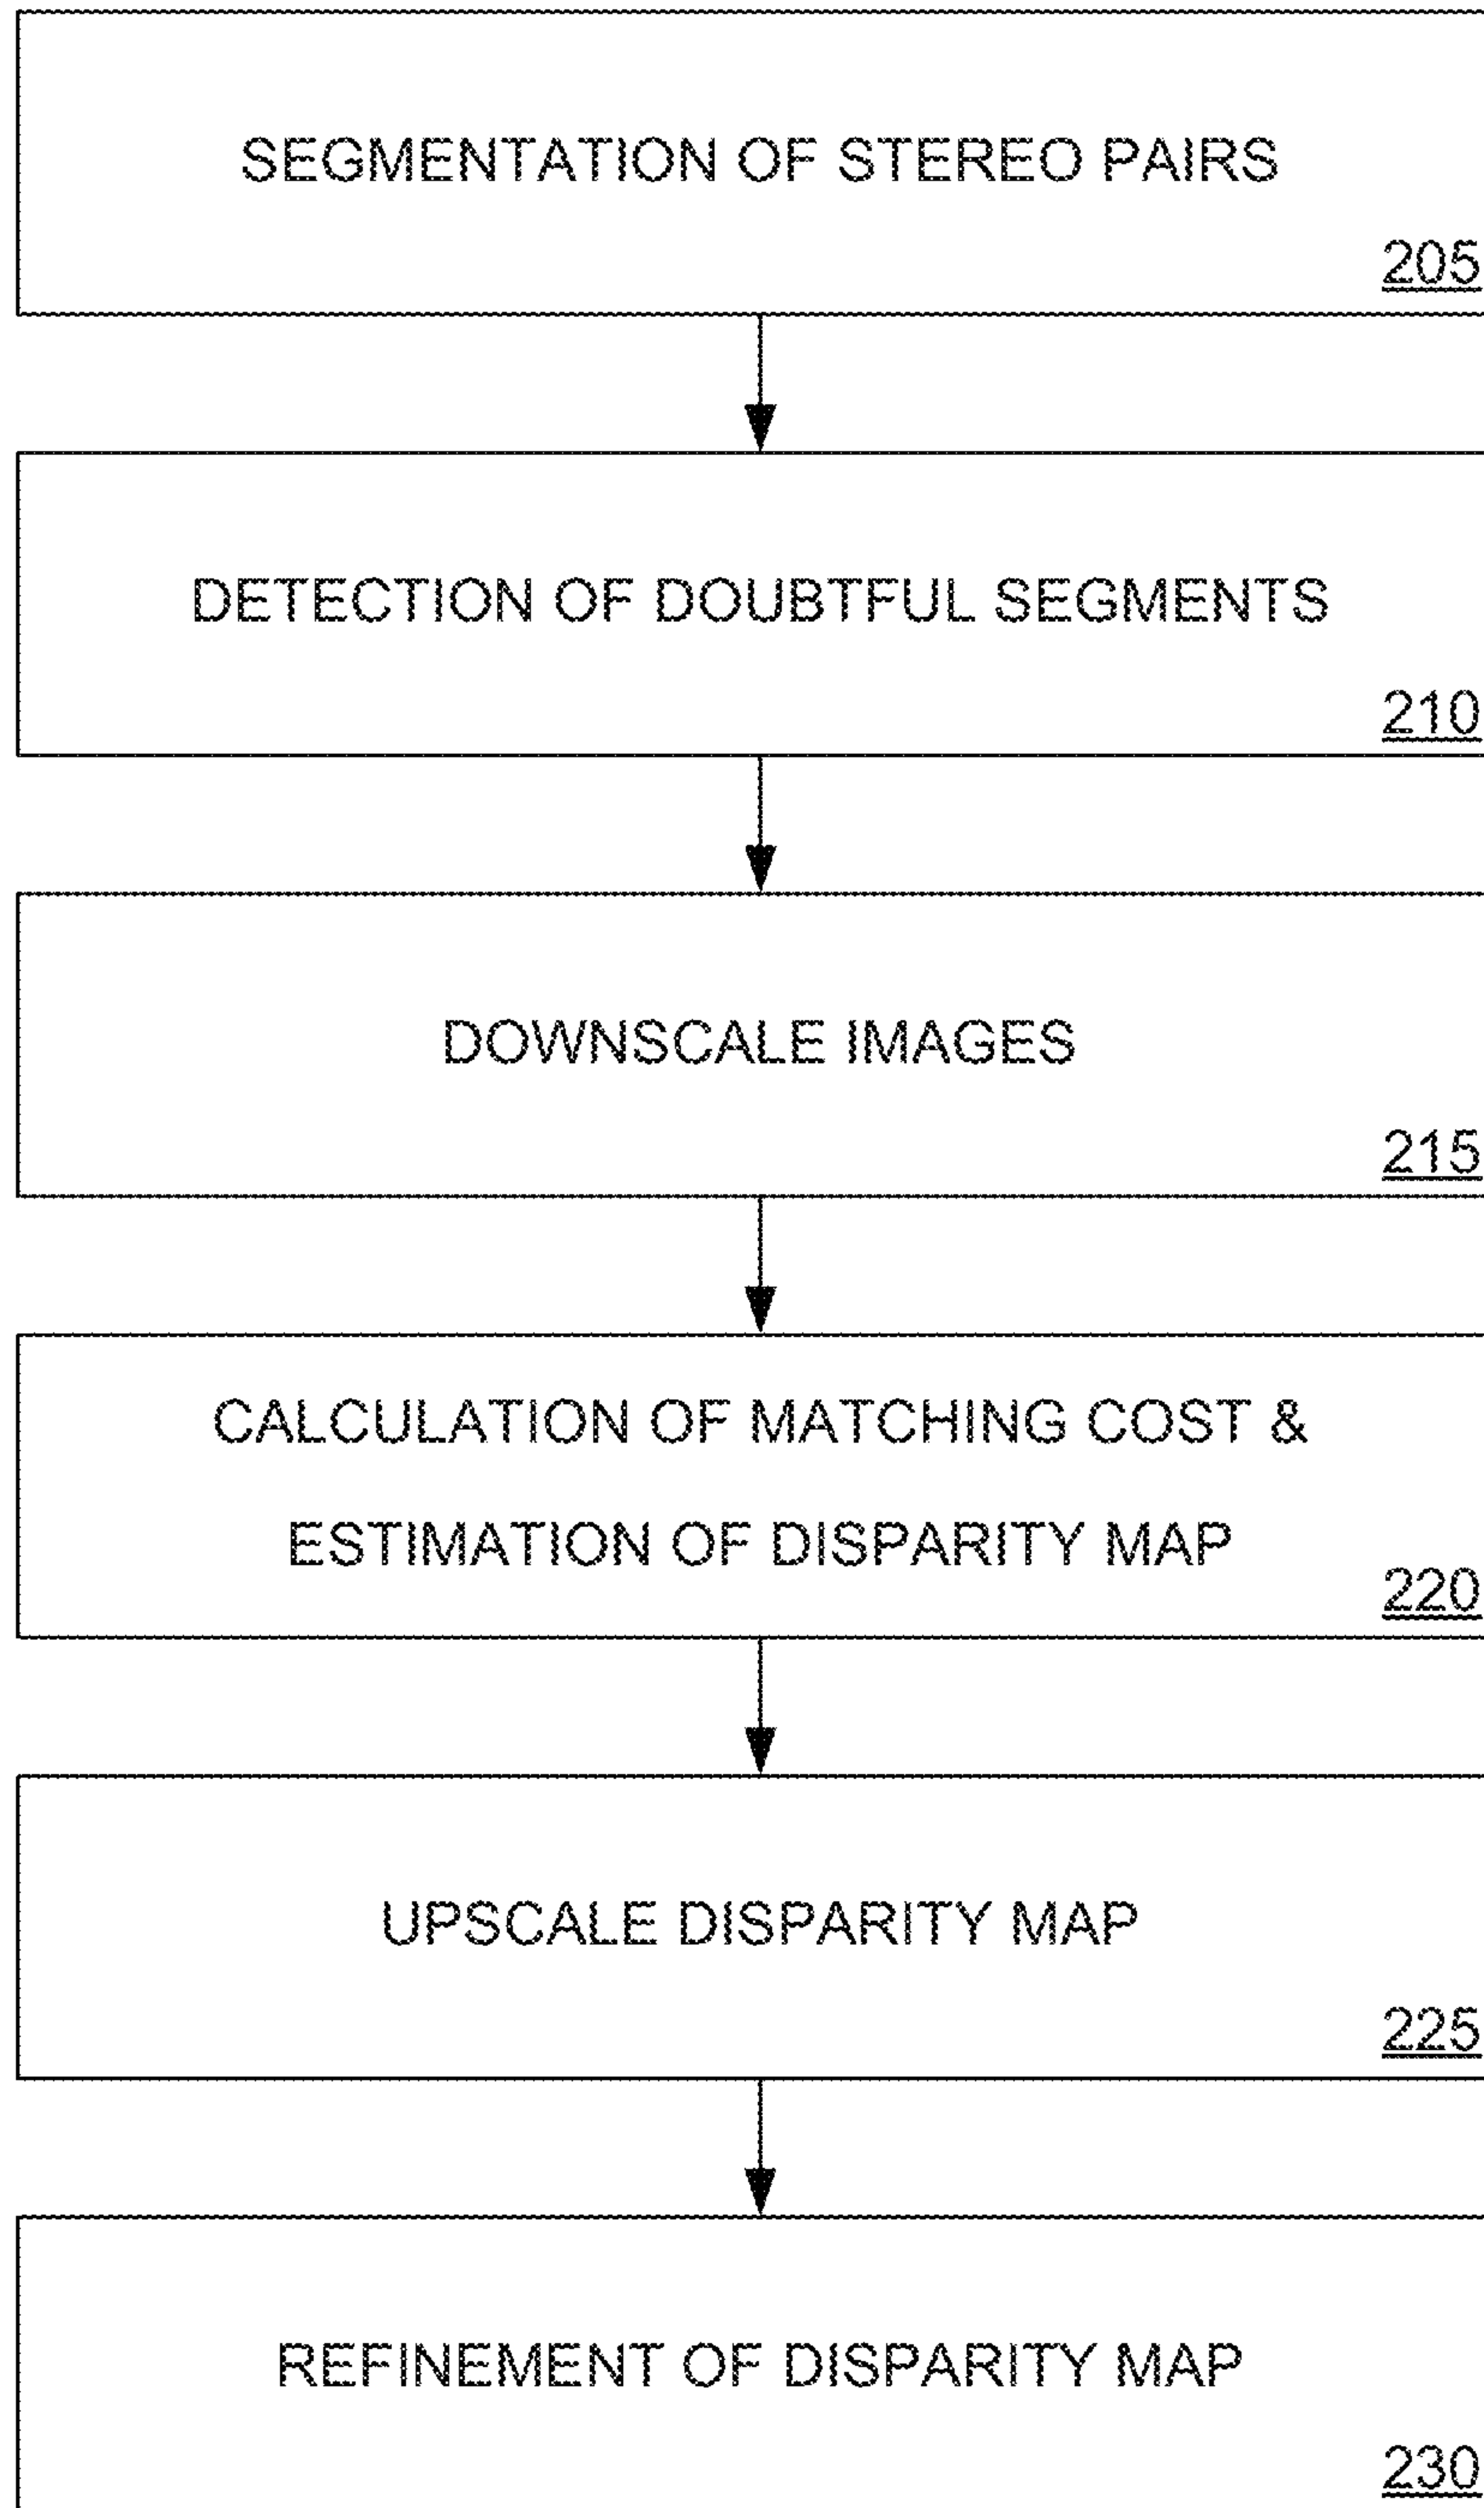 SEGMENTATION OF STEREO PAIRS
205
DETECTION OF DOUBTFUL SEGMENTS
210
DOWNSCALE IMAGES
215
CALCULATION OF MATCHING COST &
ESTIMATION OF DISPARITY MAP
220
UPSCALE DISPARITY MAP
225
REFINEMENT OF DISPARITY MAP
230